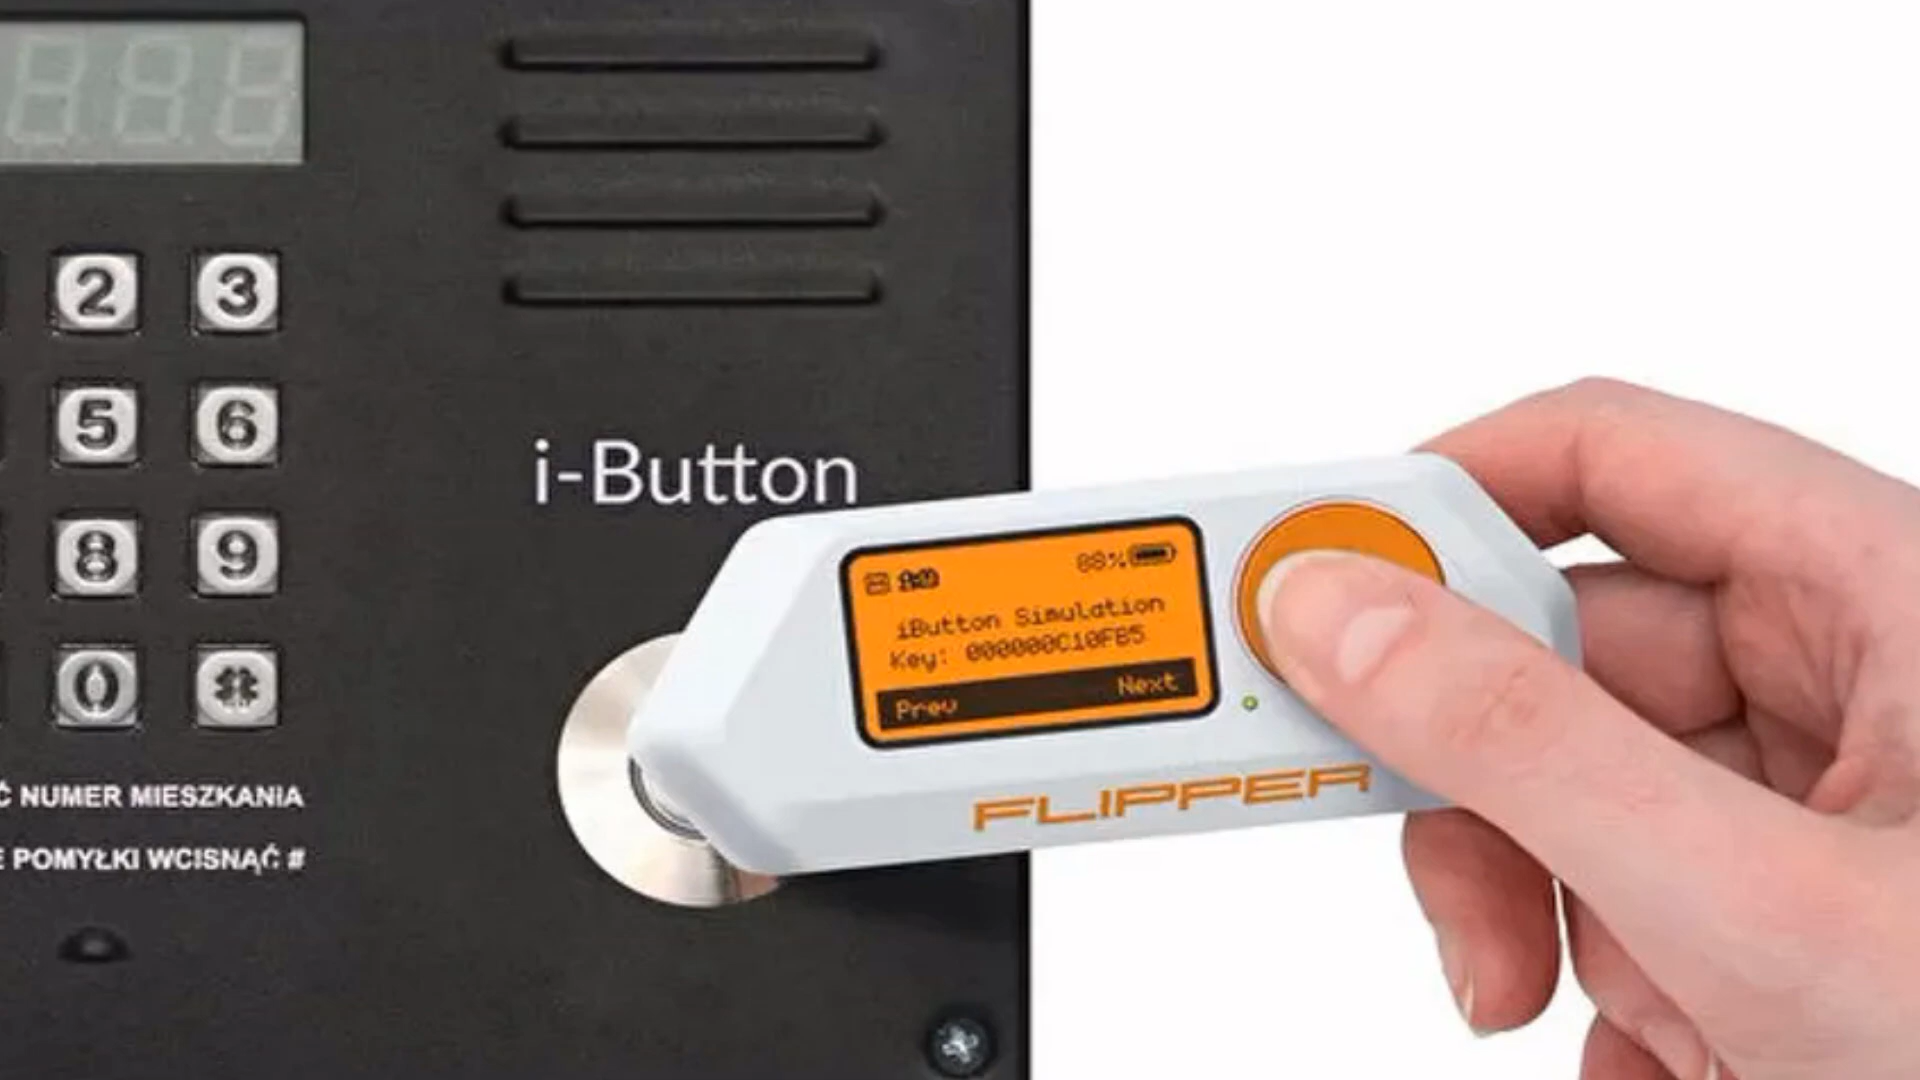 2 3
5 6
8 9
0 *
i-Button
88%
iButton Simulation
Key: 000000C10FB5
Prev Next
FLIPPER
Ć NUMER MIESZKANIA
E POMYŁKI WCISNĄĆ #